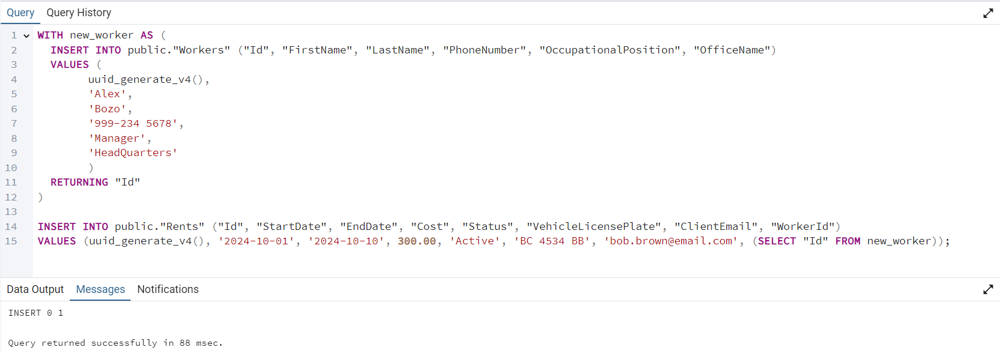 Query Query History
1 WITH new_worker AS (
2 INSERT INTO public."Workers" ("Id", "FirstName", "LastName", "PhoneNumber", "OccupationalPosition", "OfficeName")
3 VALUES (
4 uuid_generate_v4(),
5 'Alex',
6 'Bozo',
7 '999-234 5678',
8 'Manager',
9 'HeadQuarters'
10 )
11 RETURNING "Id"
12 )
13
14 INSERT INTO public."Rents" ("Id", "StartDate", "EndDate", "Cost", "Status", "VehicleLicensePlate", "ClientEmail", "WorkerId")
15 VALUES (uuid_generate_v4(), '2024-10-01', '2024-10-10', 300.00, 'Active', 'BC 4534 BB', 'bob.brown@email.com', (SELECT "Id" FROM new_worker));
Data Output Messages Notifications
INSERT 0 1
Query returned successfully in 88 msec.